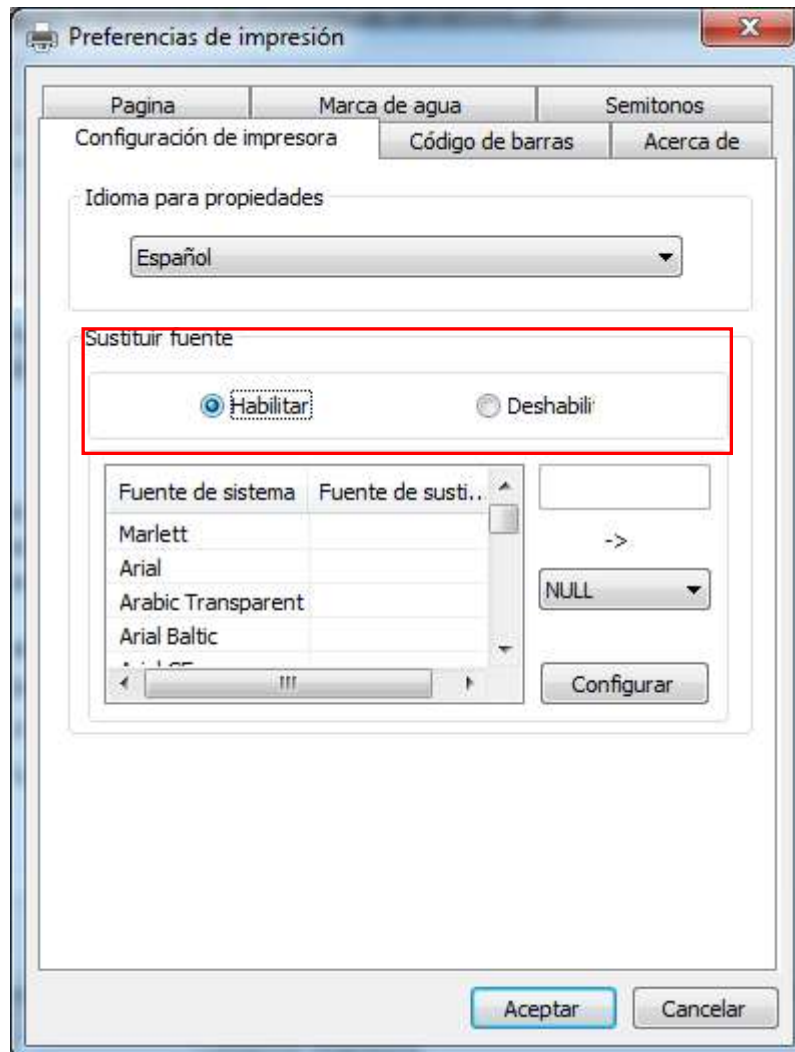 Preferencias de impresión
Pagina
Marca de agua
Semitonos
Configuración de impresora
Código de barras
Acerca de
Idioma para propiedades
Español
Sustituir fuente
Habilitar
Deshabili
Fuente de sistema
Fuente de susti...
Marlett
Arial
Arabic Transparent
Arial Baltic
->
NULL
Configurar
Aceptar
Cancelar